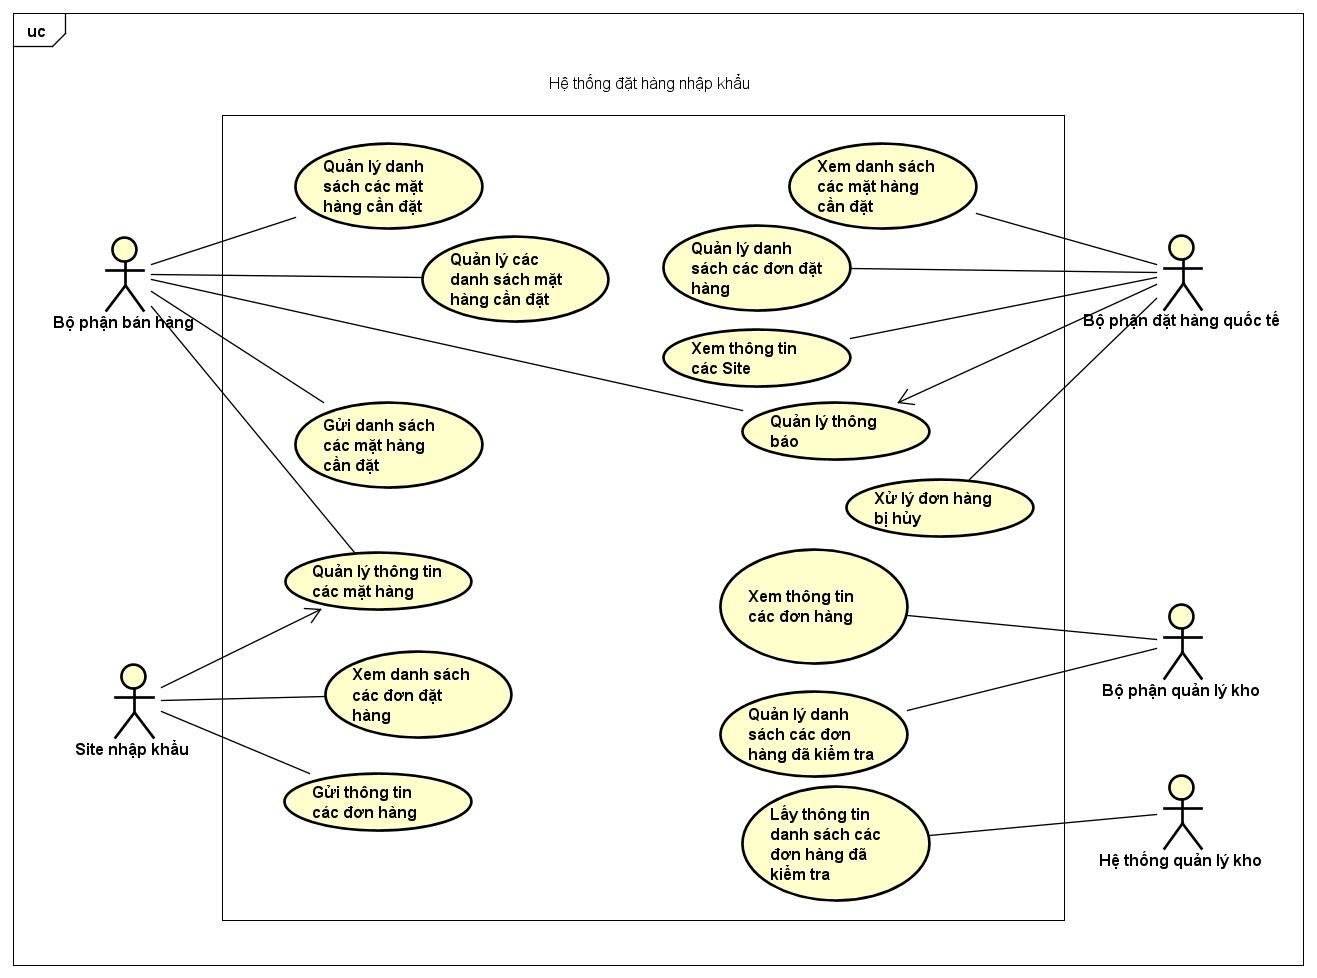 uc
Hệ thống đặt hàng nhập khẩu
Quản lý danh
sách các mặt
hàng cần đặt
Xem danh sách
các mặt hàng
cần đặt
Quản lý các
danh sách mặt
hàng cần đặt
Quản lý danh
sách các đơn đặt
hàng
Bộ phận bán hàng
Bộ phận đặt hàng quốc tế
Xem thông tin
các Site
Gửi danh sách
các mặt hàng
cần đặt
Quản lý thông
báo
Xử lý đơn hàng
bị hủy
Quản lý thông tin
các mặt hàng
Xem thông tin
các đơn hàng
Bộ phận quản lý kho
Xem danh sách
các đơn đặt
hàng
Site nhập khẩu
Quản lý danh
sách các đơn
hàng đã kiểm tra
Gửi thông tin
các đơn hàng
Lấy thông tin
danh sách các
đơn hàng đã
kiểm tra
Hệ thống quản lý kho